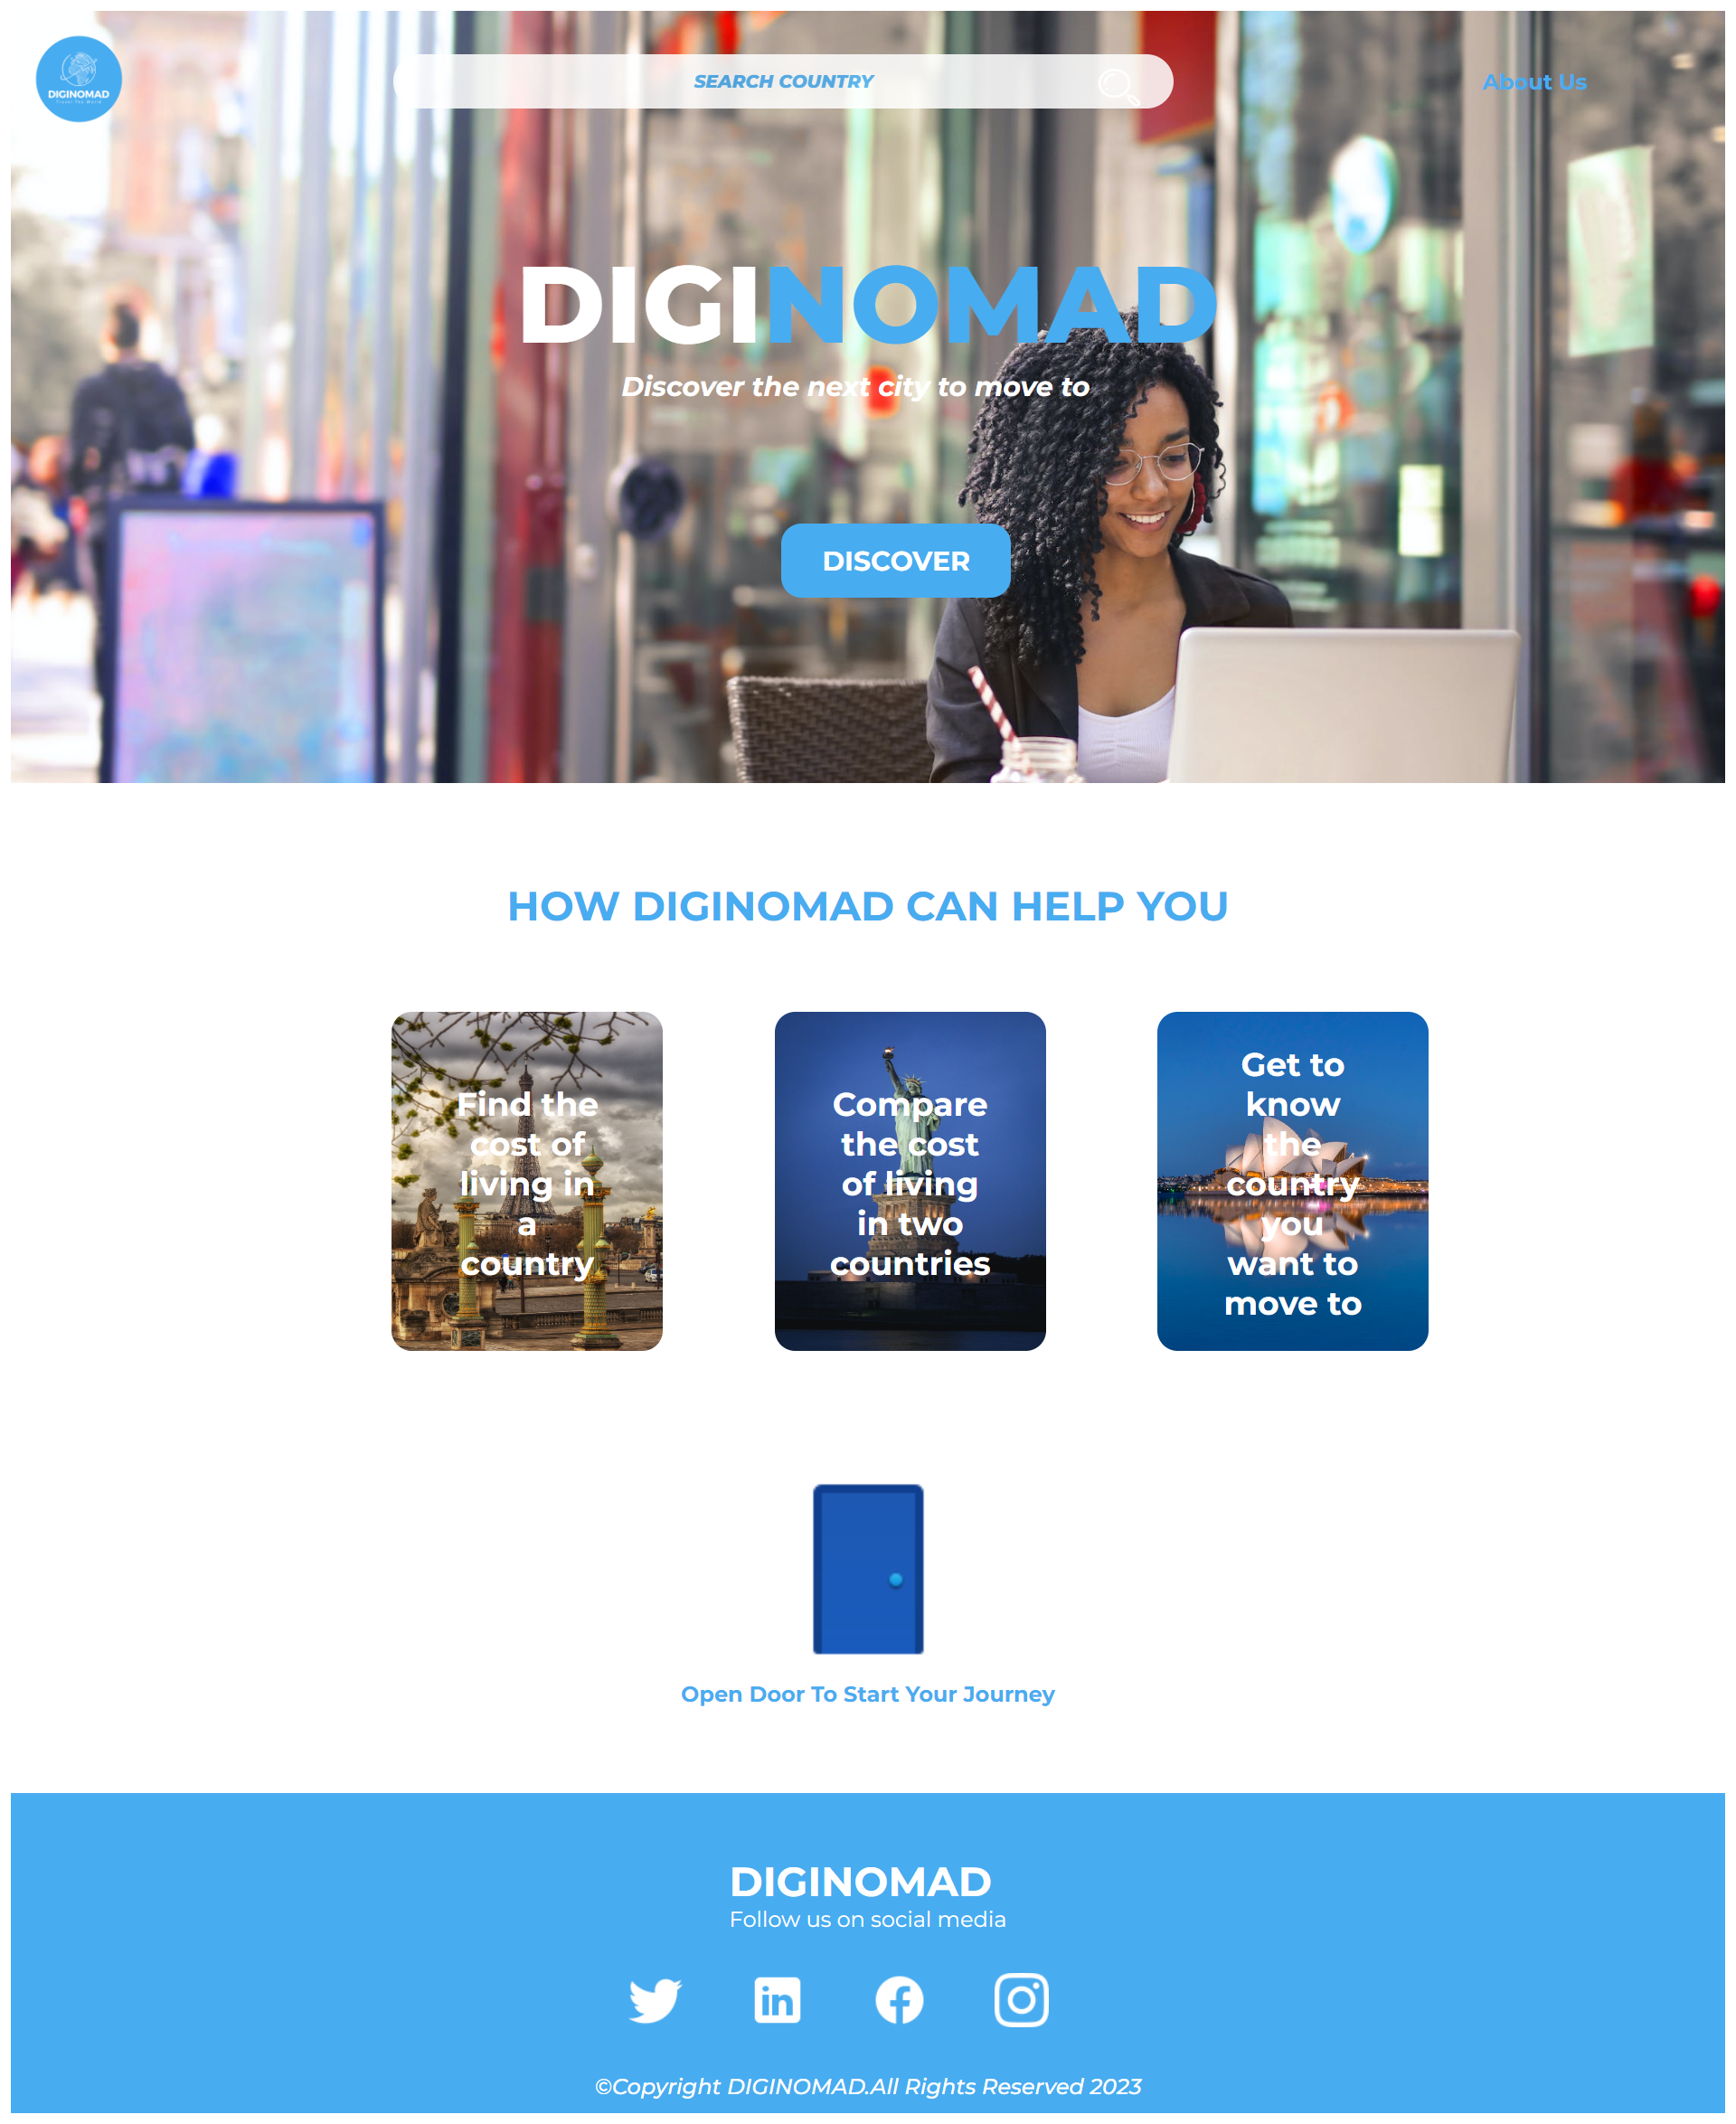 DIGINOMAD
Travel The World
SEARCH COUNTRY
About Us
DIGINOMAD
Discover the next city to move to
DISCOVER
HOW DIGINOMAD CAN HELP YOU
Find the
cost of
living in
a
country
Compare
the cost
of living
in two
countries
Get to
know
the
country
you
want to
move to
Open Door To Start Your Journey
DIGINOMAD
Follow us on social media
©Copyright DIGINOMAD.All Rights Reserved 2023